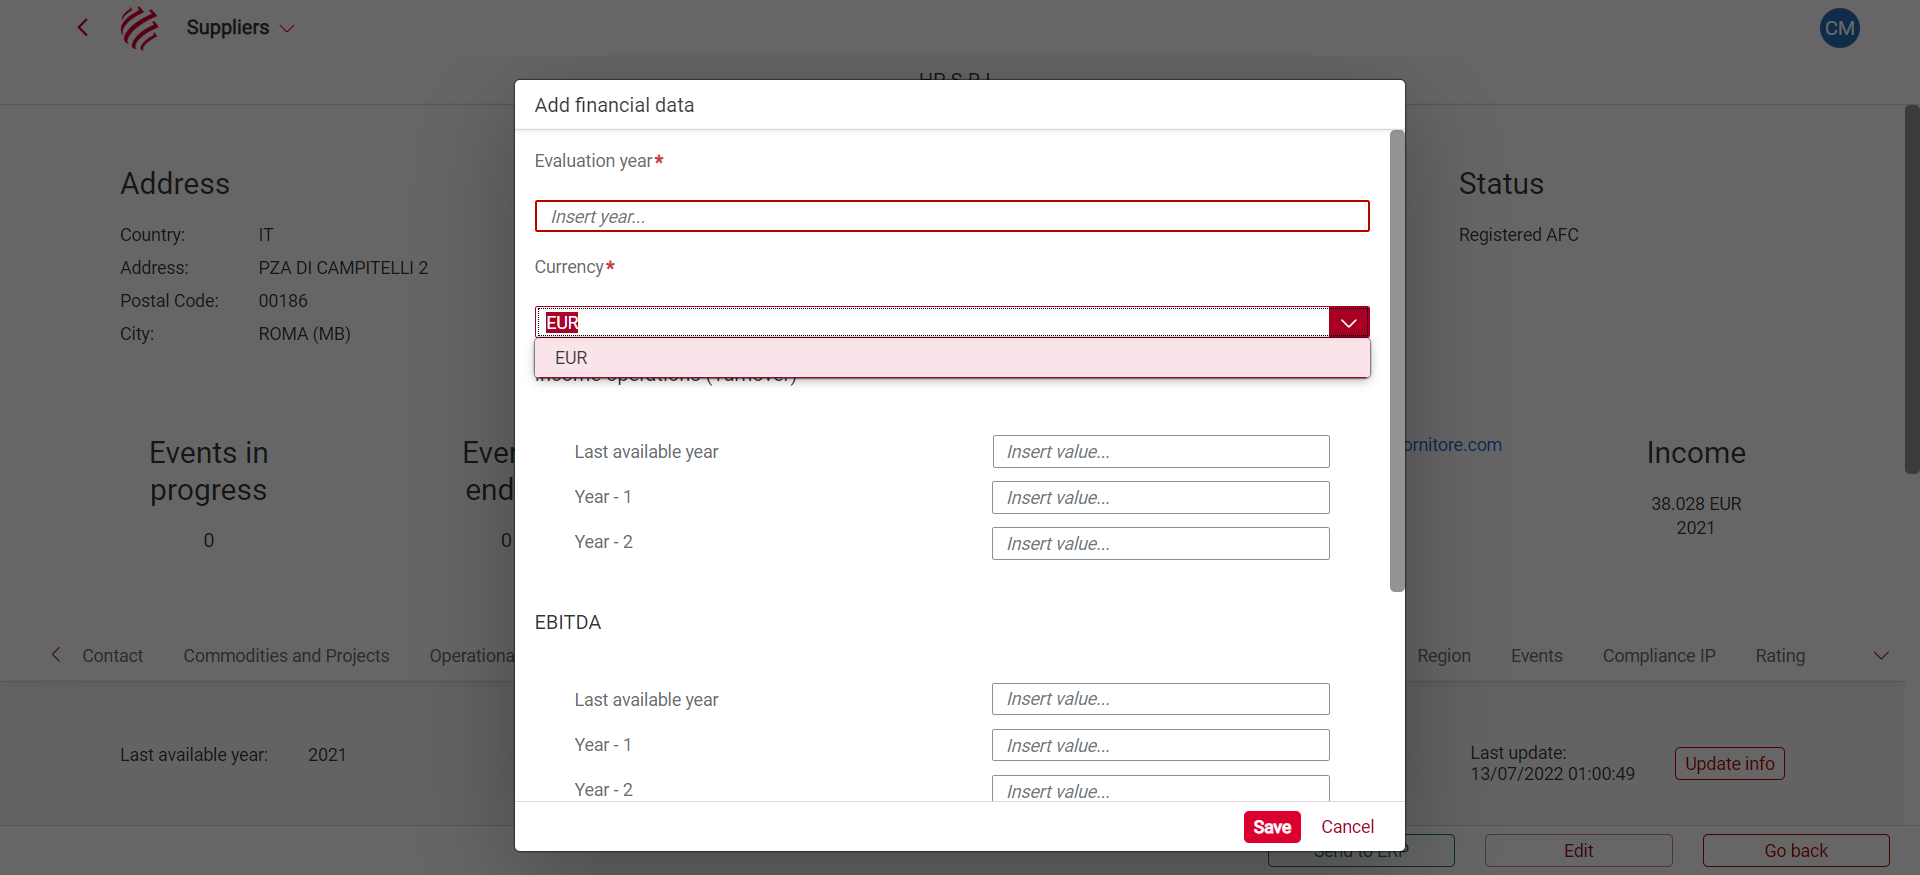 Suppliers
CM
Add financial data
Evaluation year*
Insert year...
Currency*
EUR
EUR
Income operations (Turnover)
Last available year
Insert value...
Year - 1
Insert value...
Year - 2
Insert value...
EBITDA
Last available year
Insert value...
Year - 1
Insert value...
Year - 2
Insert value...
Save
Cancel
Address
Country:
IT
Address:
PZA DI CAMPITELLI 2
Postal Code:
00186
City:
ROMA (MB)
Status
Registered AFC
Events in
progress
0
0
ornitore.com
Income
38.028 EUR
2021
Contact
Commodities and Projects
Operationa
Region
Events
Compliance IP
Rating
Last available year:
2021
Last update:
13/07/2022 01:00:49
Update info
Send to ERP
Edit
Go back